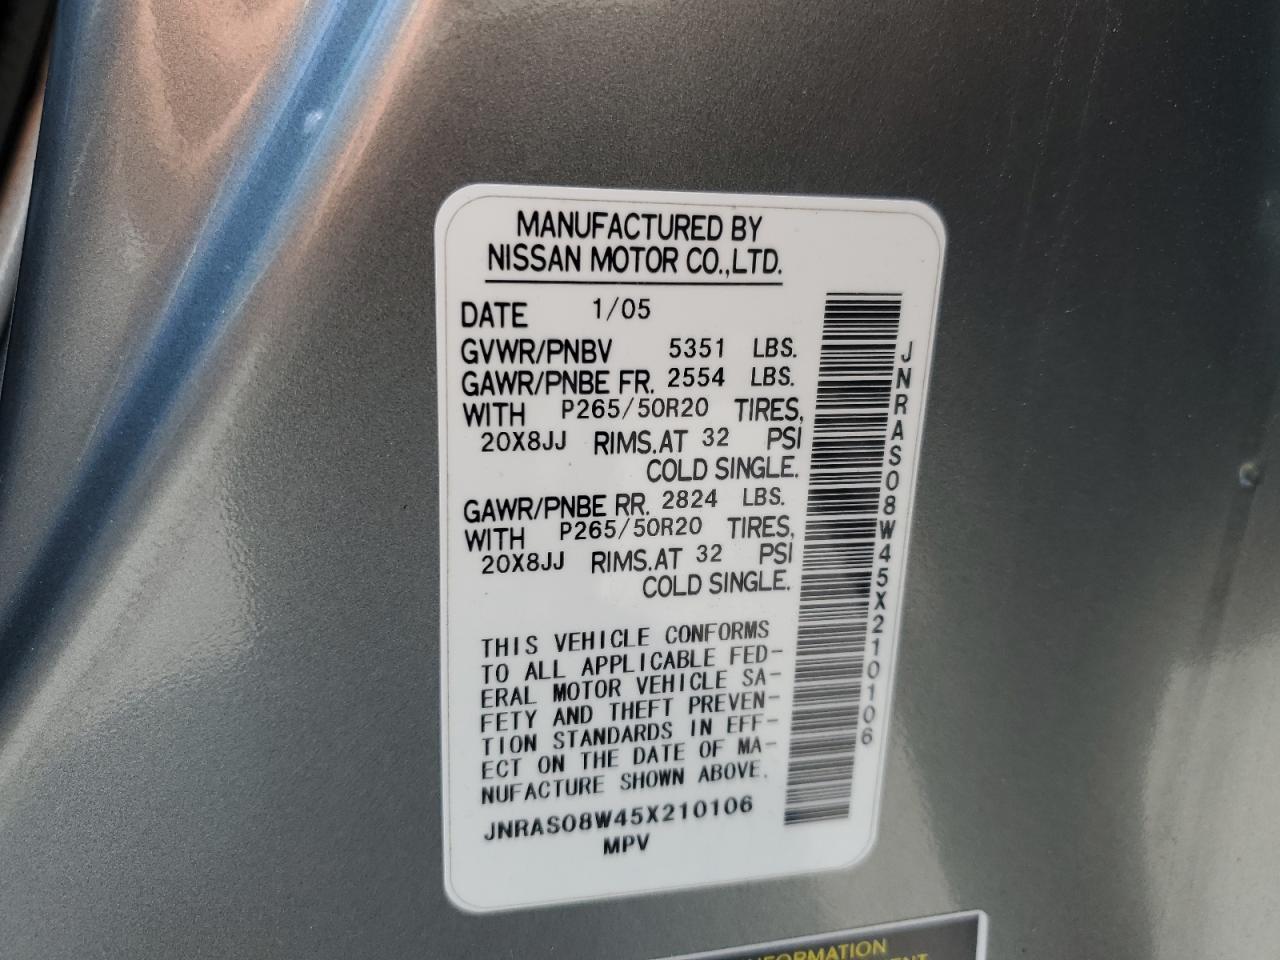 MANUFACTURED BY
NISSAN MOTOR CO.,LTD.
DATE 1/05
GVWR/PNBV 5351 LBS.
GAWR/PNBE FR. 2554 LBS.
WITH P265/50R20 TIRES,
20X8JJ RIMS.AT 32 PSI
COLD SINGLE.
GAWR/PNBE RR. 2824 LBS.
WITH P265/50R20 TIRES,
20X8JJ RIMS.AT 32 PSI
COLD SINGLE.
THIS VEHICLE CONFORMS
TO ALL APPLICABLE FED-
ERAL MOTOR VEHICLE SA-
FETY AND THEFT PREVEN-
TION STANDARDS IN EFF-
ECT ON THE DATE OF MA-
NUFACTURE SHOWN ABOVE.
JNRAS08W45X210106
MPV
JNRAS08W45X210106